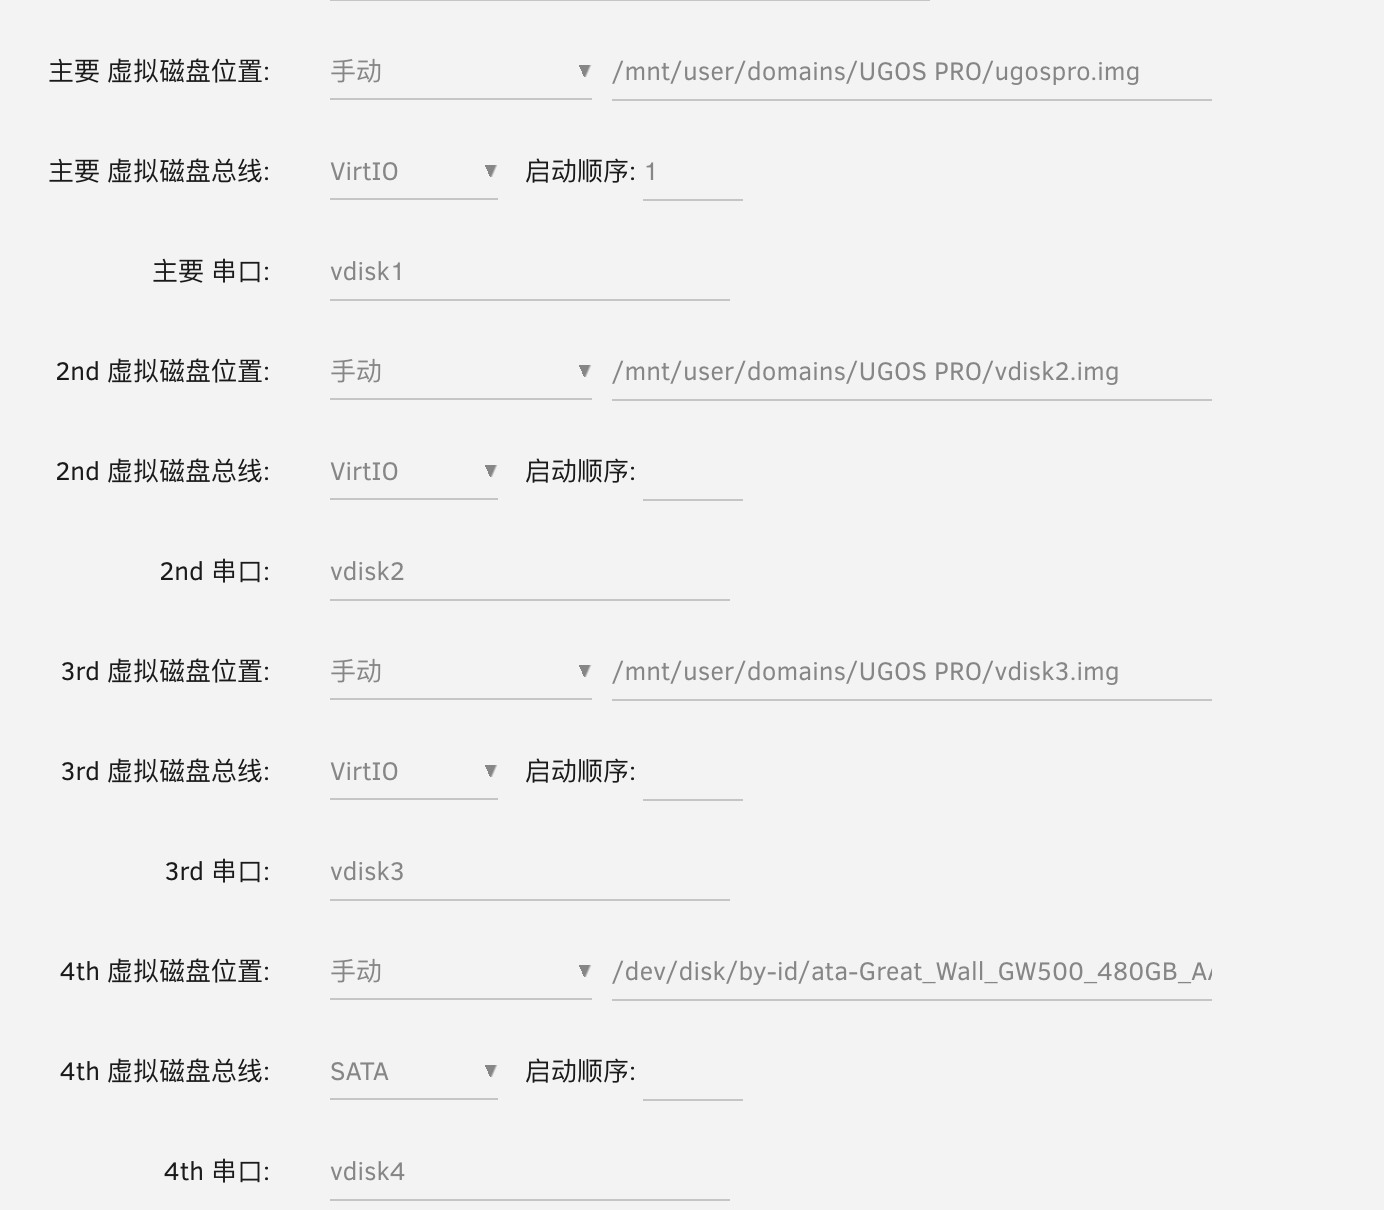 主要 虚拟磁盘位置: 手动 ▼ /mnt/user/domains/UGOS PRO/ugospro.img
主要 虚拟磁盘总线: VirtIO ▼ 启动顺序: 1
主要 串口: vdisk1
2nd 虚拟磁盘位置: 手动 ▼ /mnt/user/domains/UGOS PRO/vdisk2.img
2nd 虚拟磁盘总线: VirtIO ▼ 启动顺序:
2nd 串口: vdisk2
3rd 虚拟磁盘位置: 手动 ▼ /mnt/user/domains/UGOS PRO/vdisk3.img
3rd 虚拟磁盘总线: VirtIO ▼ 启动顺序:
3rd 串口: vdisk3
4th 虚拟磁盘位置: 手动 ▼ /dev/disk/by-id/ata-Great_Wall_GW500_480GB_A
4th 虚拟磁盘总线: SATA ▼ 启动顺序:
4th 串口: vdisk4